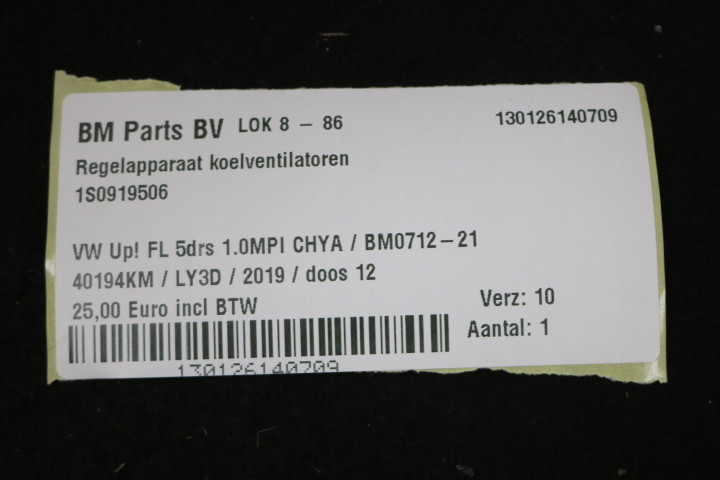 BM Parts BV LOK 8 - 86 130126140709
Regelapparaat koelventilatoren
1S0919506
VW Up! FL 5drs 1.0MPI CHYA / BM0712-21
40194KM / LY3D / 2019 / doos 12
25,00 Euro incl BTW Verz: 10
Aantal: 1
130126140709